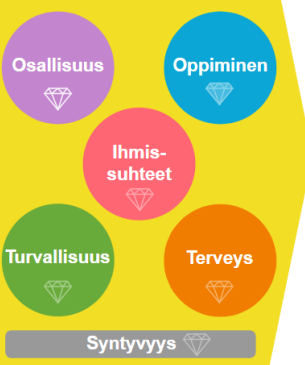 Osallisuus
Oppiminen
Ihmis-
suhteet
Turvallisuus
Terveys
Syntyvyys